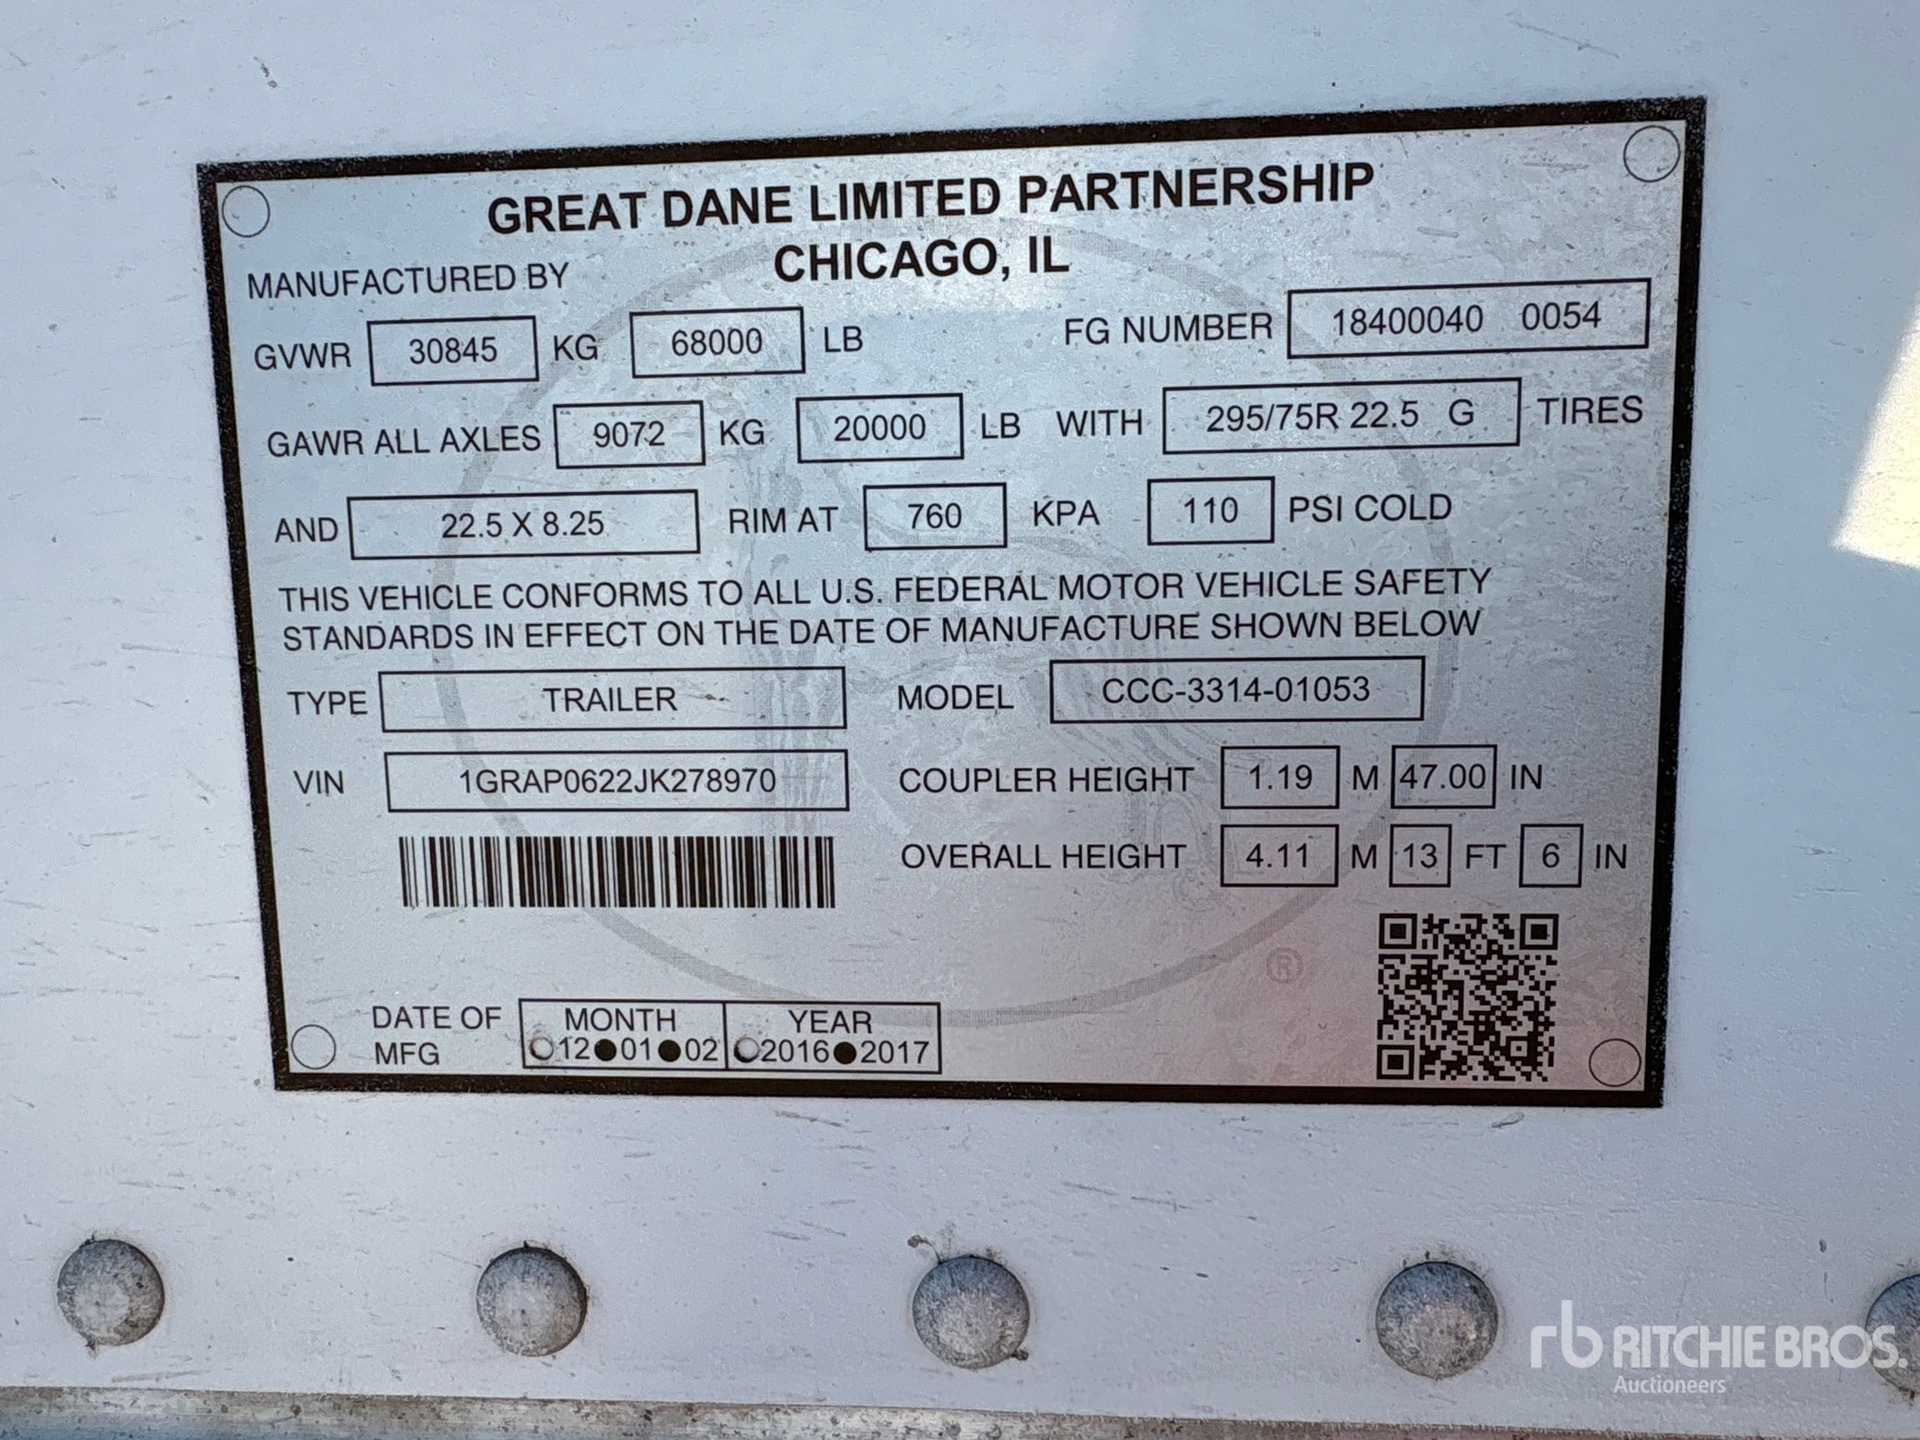 GREAT DANE LIMITED PARTNERSHIP
CHICAGO, IL
MANUFACTURED BY
GVWR 30845 KG 68000 LB FG NUMBER 18400040 0054
GAWR ALL AXLES 9072 KG 20000 LB WITH 295/75R 22.5 G TIRES
AND 22.5 X 8.25 RIM AT 760 KPA 110 PSI COLD
THIS VEHICLE CONFORMS TO ALL U.S. FEDERAL MOTOR VEHICLE SAFETY
STANDARDS IN EFFECT ON THE DATE OF MANUFACTURE SHOWN BELOW
TYPE TRAILER MODEL CCC-3314-01053
VIN 1GRAP0622JK278970 COUPLER HEIGHT 1.19 M 47.00 IN
OVERALL HEIGHT 4.11 M 13 FT 6 IN
®
DATE OF MFG MONTH YEAR
12 01 02 2016 2017
rb RITCHIE BROS.
Auctioneers